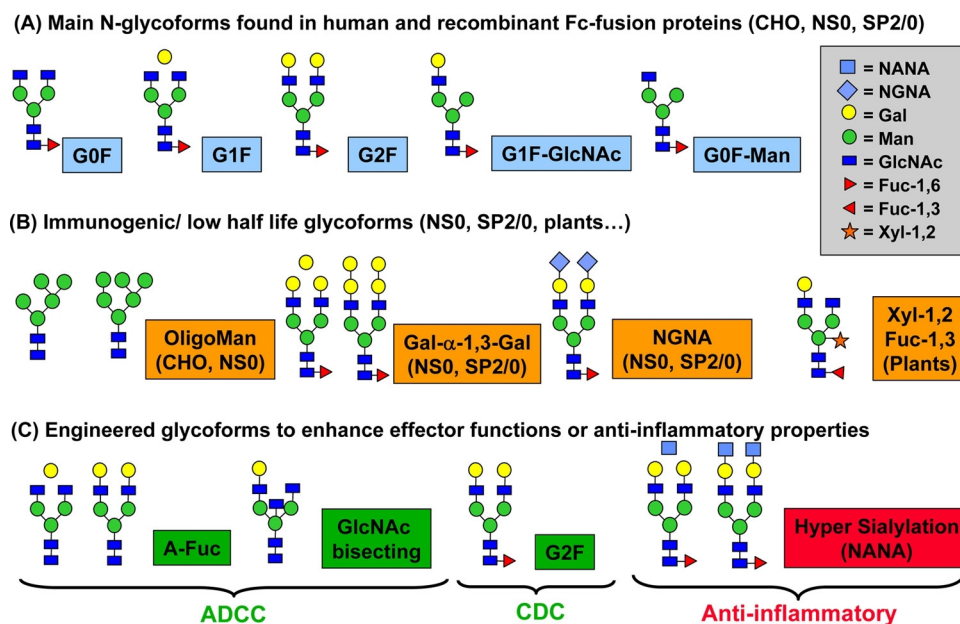 (A) Main N-glycoforms found in human and recombinant Fc-fusion proteins (CHO, NS0, SP2/0)
G0F
G1F
G2F
G1F-GlcNAc
G0F-Man
= NANA
= NGNA
= Gal
= Man
= GlcNAc
= Fuc-1,6
= Fuc-1,3
= Xyl-1,2
(B) Immunogenic/ low half life glycoforms (NS0, SP2/0, plants…)
OligoMan
(CHO, NS0)
Gal-α-1,3-Gal
(NS0, SP2/0)
NGNA
(NS0, SP2/0)
Xyl-1,2
Fuc-1,3
(Plants)
(C) Engineered glycoforms to enhance effector functions or anti-inflammatory properties
A-Fuc
GlcNAc
bisecting
G2F
Hyper Sialylation
(NANA)
ADCC
CDC
Anti-inflammatory